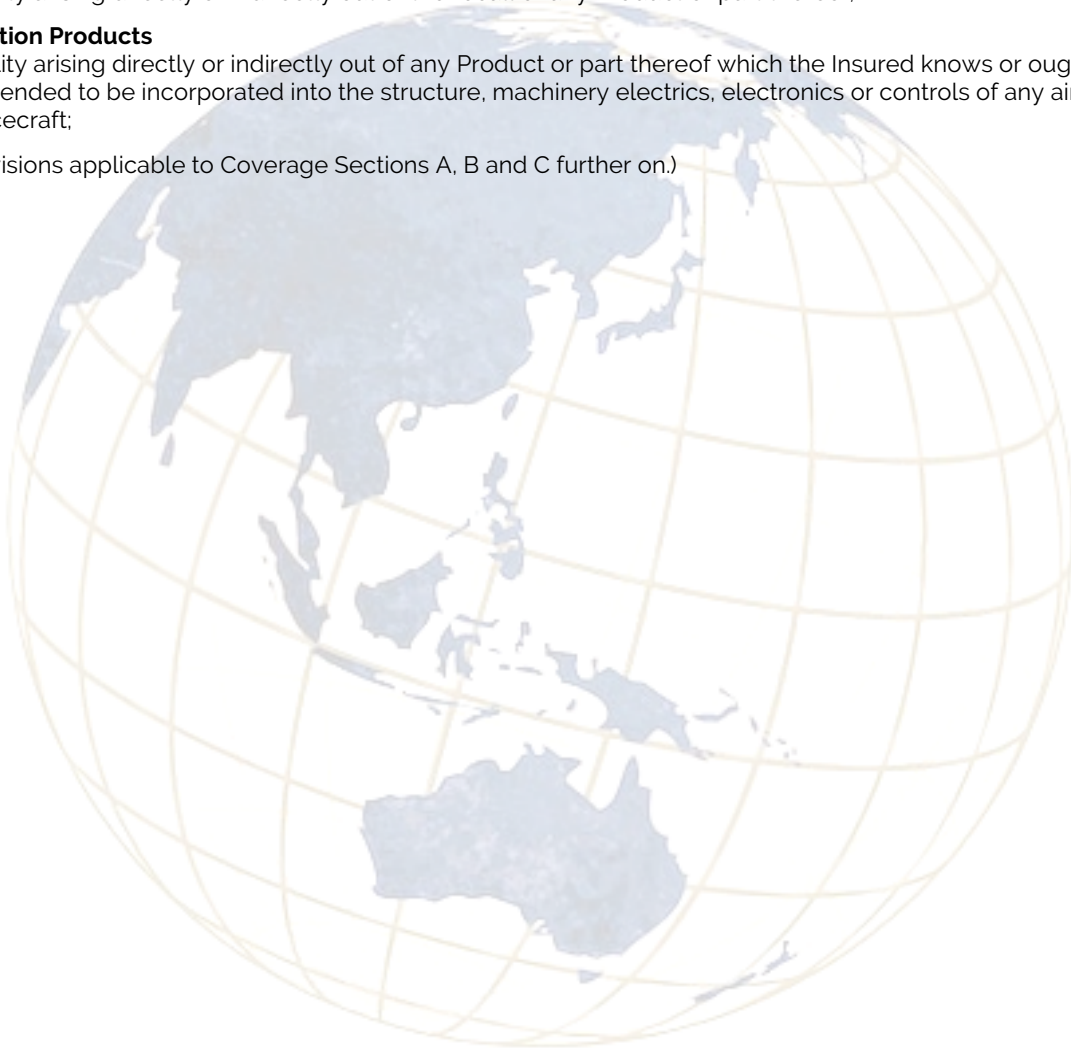 tion Products
ity arising directly or indirectly out of any Product or part thereof which the Insured knows or oug
ended to be incorporated into the structure, machinery electrics, electronics or controls of any ai
ecraft;
isions applicable to Coverage Sections A, B and C further on.)